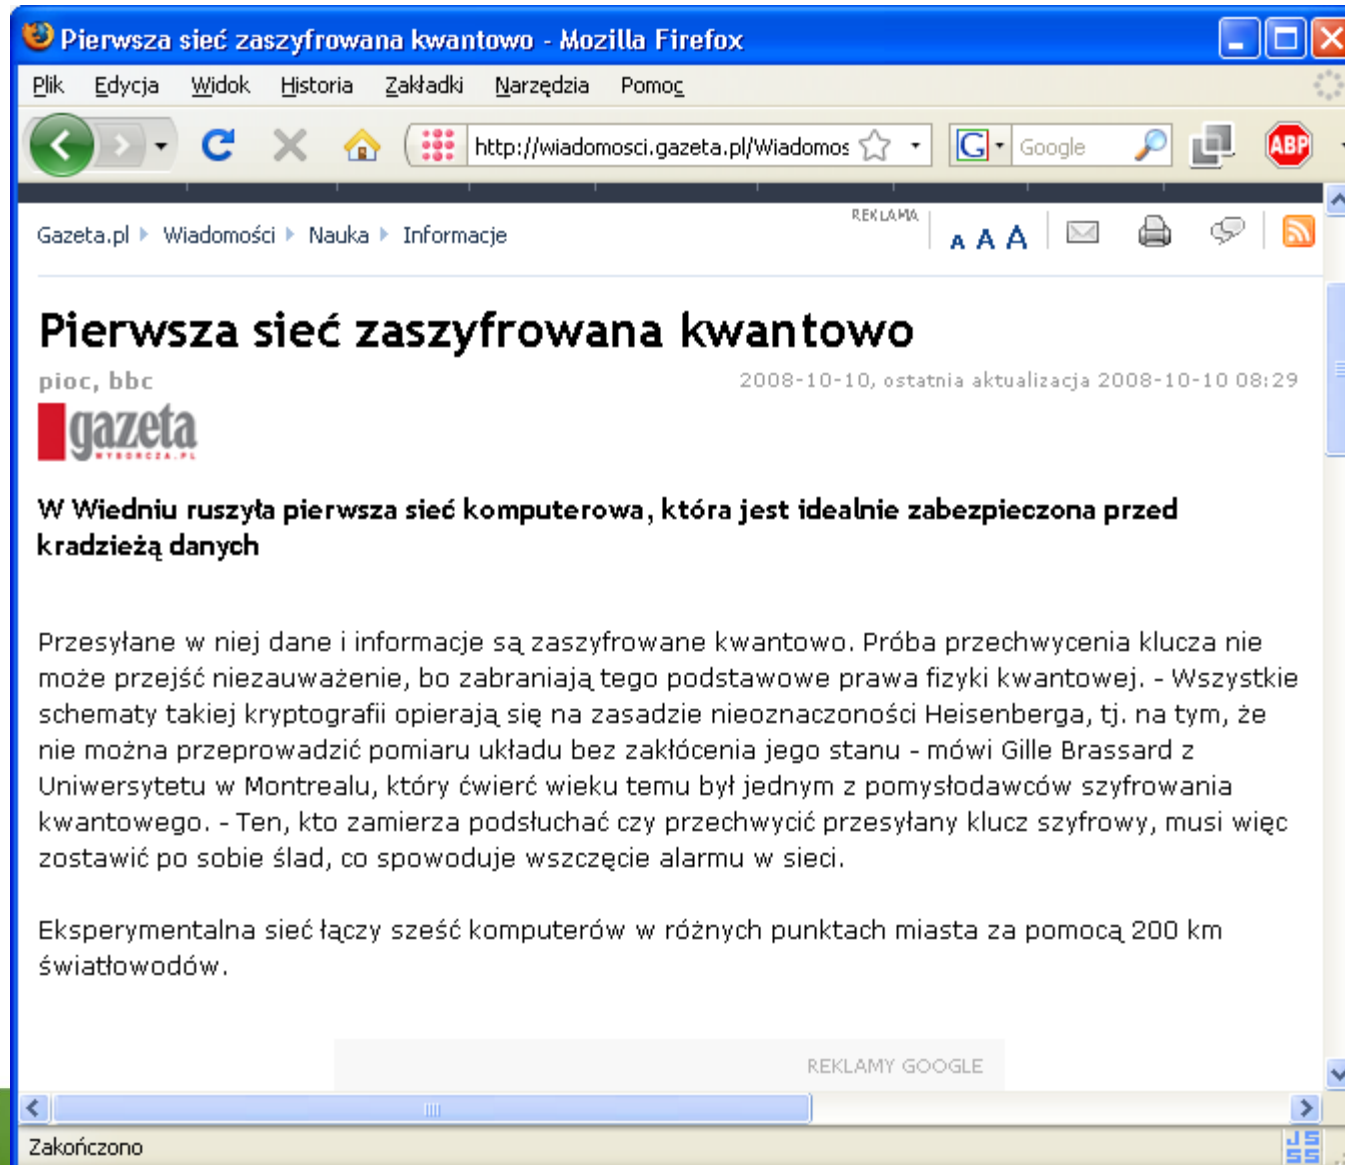 Pierwsza sieć zaszyfrowana kwantowo - Mozilla Firefox
Plik Edycja Widok Historia Zakładki Narzędzia Pomoc
http://wiadomosci.gazeta.pl/Wiadomos G Google ABP
REKLAMA
Gazeta.pl Wiadomości Nauka Informacje A A A
Pierwsza sieć zaszyfrowana kwantowo
pioc, bbc 2008-10-10, ostatnia aktualizacja 2008-10-10 08:29
gazeta
WYBORCZA.PL
W Wiedniu ruszyła pierwsza sieć komputerowa, która jest idealnie zabezpieczona przed
kradzieżą danych
Przesyłane w niej dane i informacje są zaszyfrowane kwantowo. Próba przechwycenia klucza nie
może przejść niezauważenie, bo zabraniają tego podstawowe prawa fizyki kwantowej. - Wszystkie
schematy takiej kryptografii opierają się na zasadzie nieoznaczoności Heisenberga, tj. na tym, że
nie można przeprowadzić pomiaru układu bez zakłócenia jego stanu - mówi Gille Brassard z
Uniwersytetu w Montrealu, który ćwierć wieku temu był jednym z pomysłodawców szyfrowania
kwantowego. - Ten, kto zamierza podsłuchać czy przechwycić przesyłany klucz szyfrowy, musi więc
zostawić po sobie ślad, co spowoduje wszczęcie alarmu w sieci.
Eksperymentalna sieć łączy sześć komputerów w różnych punktach miasta za pomocą 200 km
światłowodów.
REKLAMY GOOGLE
Zakończono